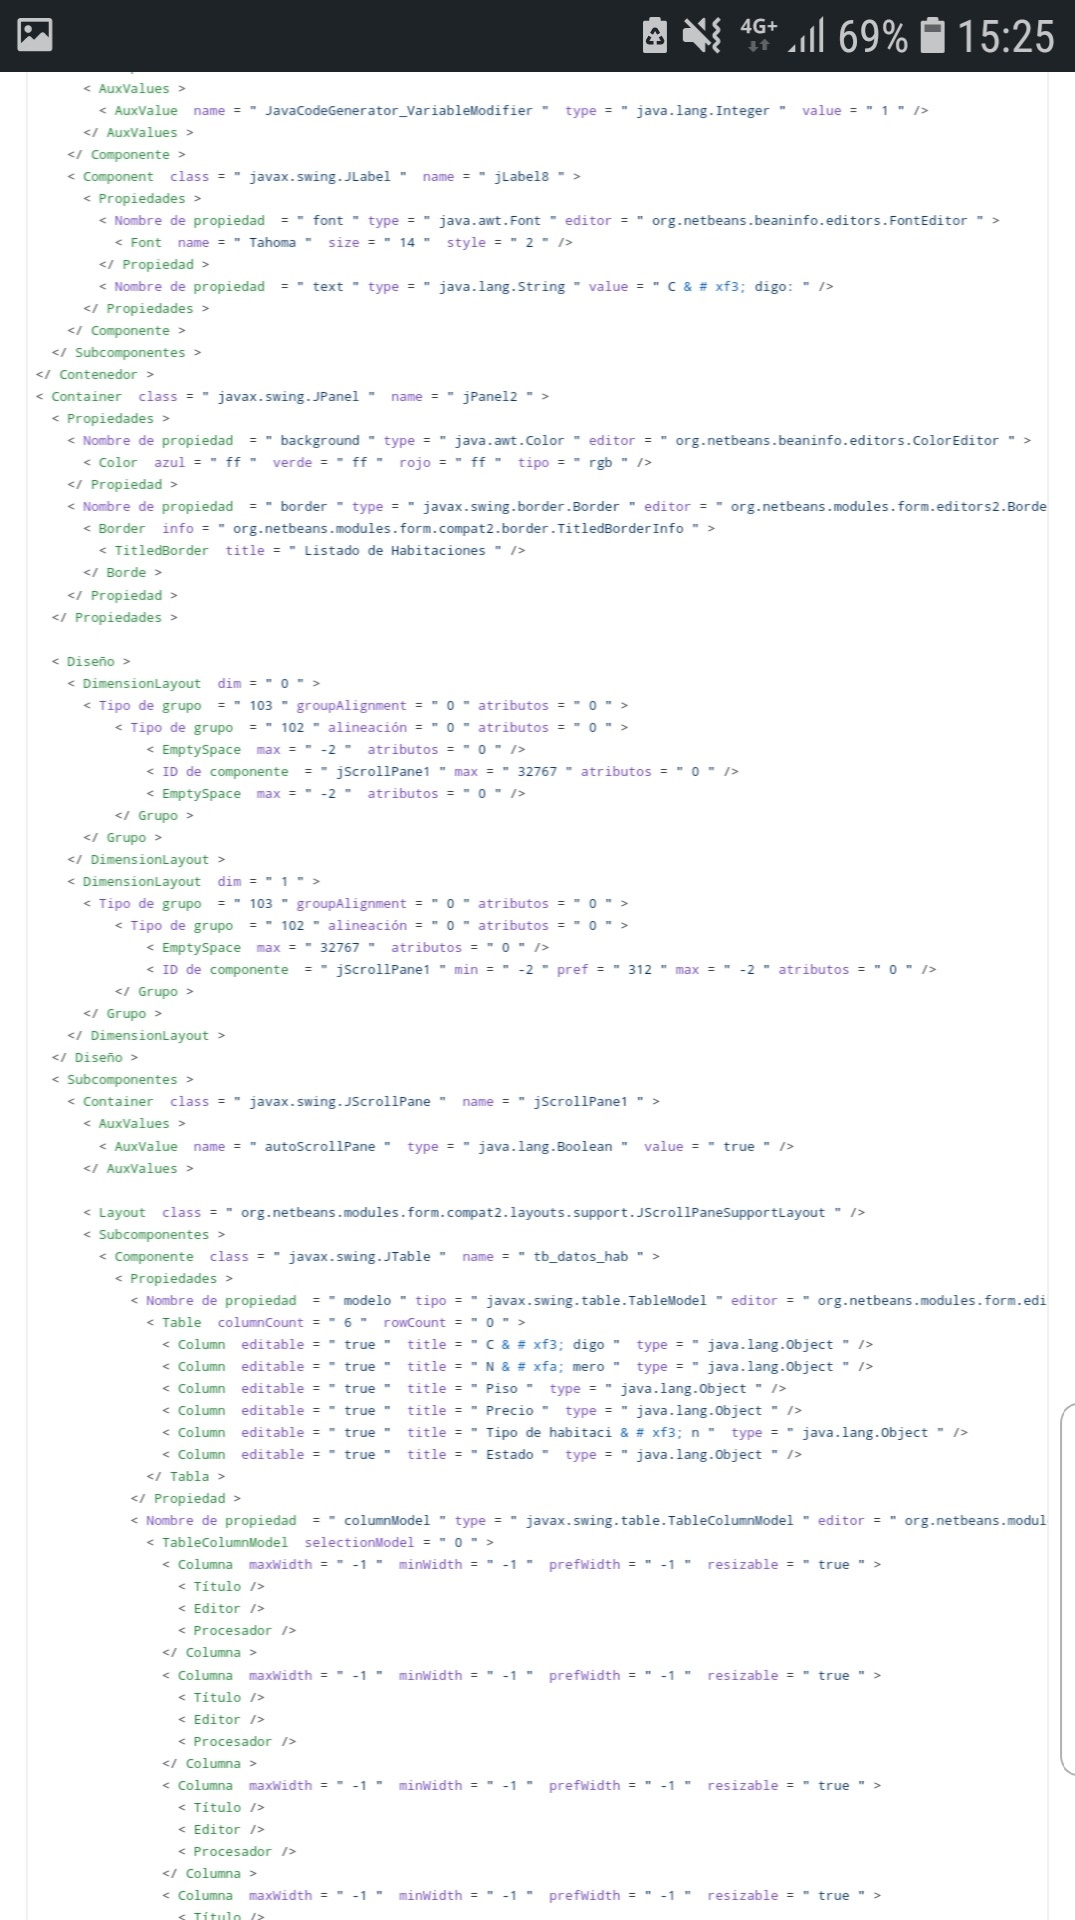 4G+ 69% 15:25
< AuxValues >
< AuxValue name = " JavaCodeGenerator_VariableModifier " type = " java.lang.Integer " value = " 1 " />
</ AuxValues >
</ Componente >
< Component class = " javax.swing.JLabel " name = " jLabel8 " >
< Propiedades >
< Nombre de propiedad = " font " type = " java.awt.Font " editor = " org.netbeans.beaninfo.editors.FontEditor " >
< Font name = " Tahoma " size = " 14 " style = " 2 " />
</ Propiedad >
< Nombre de propiedad = " text " type = " java.lang.String " value = " C & # xf3; digo: " />
</ Propiedades >
</ Componente >
</ Subcomponentes >
</ Contenedor >
< Container class = " javax.swing.JPanel " name = " jPanel2 " >
< Propiedades >
< Nombre de propiedad = " background " type = " java.awt.Color " editor = " org.netbeans.beaninfo.editors.ColorEditor " >
< Color azul = " ff " verde = " ff " rojo = " ff " tipo = " rgb " />
</ Propiedad >
< Nombre de propiedad = " border " type = " javax.swing.border.Border " editor = " org.netbeans.modules.form.editors2.Borde
< Border info = " org.netbeans.modules.form.compat2.border.TitledBorderInfo " >
< TitledBorder title = " Listado de Habitaciones " />
</ Borde >
</ Propiedad >
</ Propiedades >
< Diseño >
< DimensionLayout dim = " 0 " >
< Tipo de grupo = " 103 " groupAlignment = " 0 " atributos = " 0 " >
< Tipo de grupo = " 102 " alineación = " 0 " atributos = " 0 " >
< EmptySpace max = " -2 " atributos = " 0 " />
< ID de componente = " jScrollPane1 " max = " 32767 " atributos = " 0 " />
< EmptySpace max = " -2 " atributos = " 0 " />
</ Grupo >
</ Grupo >
</ DimensionLayout >
< DimensionLayout dim = " 1 " >
< Tipo de grupo = " 103 " groupAlignment = " 0 " atributos = " 0 " >
< Tipo de grupo = " 102 " alineación = " 0 " atributos = " 0 " >
< EmptySpace max = " 32767 " atributos = " 0 " />
< ID de componente = " jScrollPane1 " min = " -2 " pref = " 312 " max = " -2 " atributos = " 0 " />
</ Grupo >
</ Grupo >
</ DimensionLayout >
</ Diseño >
< Subcomponentes >
< Container class = " javax.swing.JScrollPane " name = " jScrollPane1 " >
< AuxValues >
< AuxValue name = " autoScrollPane " type = " java.lang.Boolean " value = " true " />
</ AuxValues >
< Layout class = " org.netbeans.modules.form.compat2.layouts.support.JScrollPaneSupportLayout " />
< Subcomponentes >
< Componente class = " javax.swing.JTable " name = " tb_datos_hab " >
< Propiedades >
< Nombre de propiedad = " modelo " tipo = " javax.swing.table.TableModel " editor = " org.netbeans.modules.form.edi
< Table columnCount = " 6 " rowCount = " 0 " >
< Column editable = " true " title = " C & # xf3; digo " type = " java.lang.Object " />
< Column editable = " true " title = " N & # xfa; mero " type = " java.lang.Object " />
< Column editable = " true " title = " Piso " type = " java.lang.Object " />
< Column editable = " true " title = " Precio " type = " java.lang.Object " />
< Column editable = " true " title = " Tipo de habitaci & # xf3; n " type = " java.lang.Object " />
< Column editable = " true " title = " Estado " type = " java.lang.Object " />
</ Tabla >
</ Propiedad >
< Nombre de propiedad = " columnModel " type = " javax.swing.table.TableColumnModel " editor = " org.netbeans.modul
< TableColumnModel selectionModel = " 0 " >
< Columna maxWidth = " -1 " minWidth = " -1 " prefWidth = " -1 " resizable = " true " >
< Título />
< Editor />
< Procesador />
</ Columna >
< Columna maxWidth = " -1 " minWidth = " -1 " prefWidth = " -1 " resizable = " true " >
< Título />
< Editor />
< Procesador />
</ Columna >
< Columna maxWidth = " -1 " minWidth = " -1 " prefWidth = " -1 " resizable = " true " >
< Título />
< Editor />
< Procesador />
</ Columna >
< Columna maxWidth = " -1 " minWidth = " -1 " prefWidth = " -1 " resizable = " true " >
< Título />